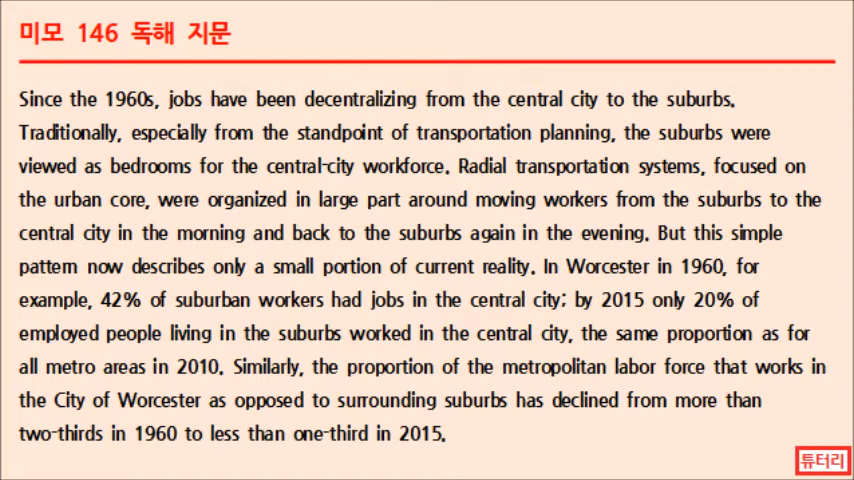 미모 146 독해 지문
Since the 1960s, jobs have been decentralizing from the central city to the suburbs.
Traditionally, especially from the standpoint of transportation planning, the suburbs were
viewed as bedrooms for the central-city workforce. Radial transportation systems, focused on
the urban core, were organized in large part around moving workers from the suburbs to the
central city in the morning and back to the suburbs again in the evening. But this simple
pattern now describes only a small portion of current reality. In Worcester in 1960, for
example, 42% of suburban workers had jobs in the central city; by 2015 only 20% of
employed people living in the suburbs worked in the central city, the same proportion as for
all metro areas in 2010. Similarly, the proportion of the metropolitan labor force that works in
the City of Worcester as opposed to surrounding suburbs has declined from more than
two-thirds in 1960 to less than one-third in 2015.
튜터리